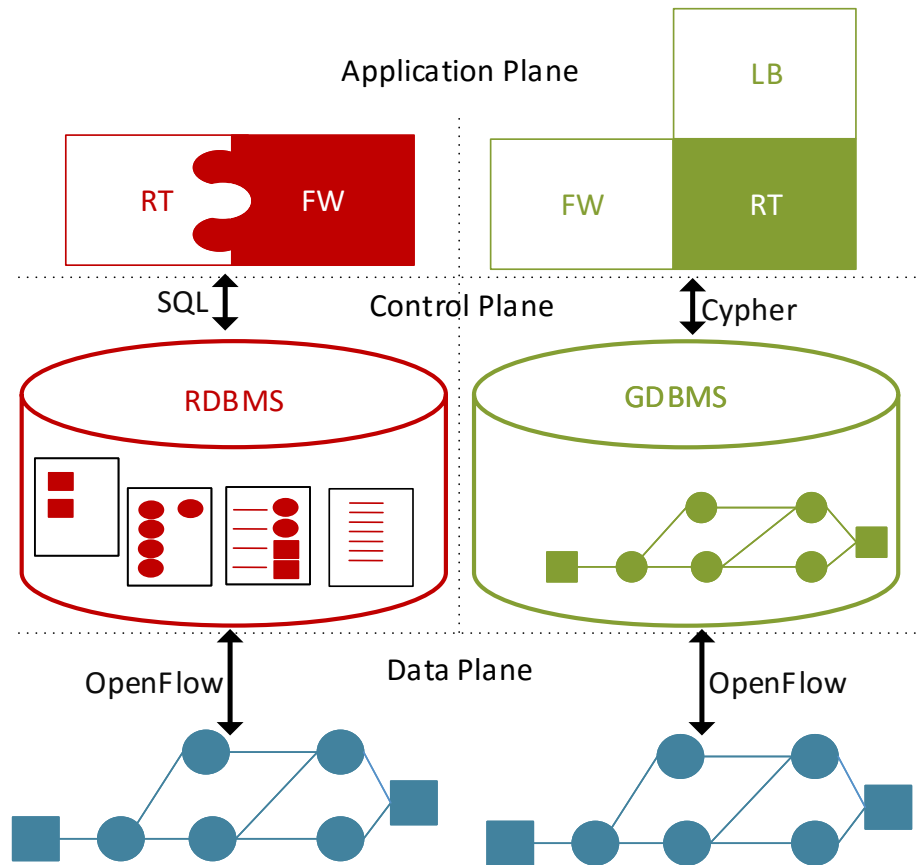 Application Plane
LB
RT
FW
FW
RT
SQL
Control Plane
Cypher
RDBMS
GDBMS
OpenFlow
Data Plane
OpenFlow